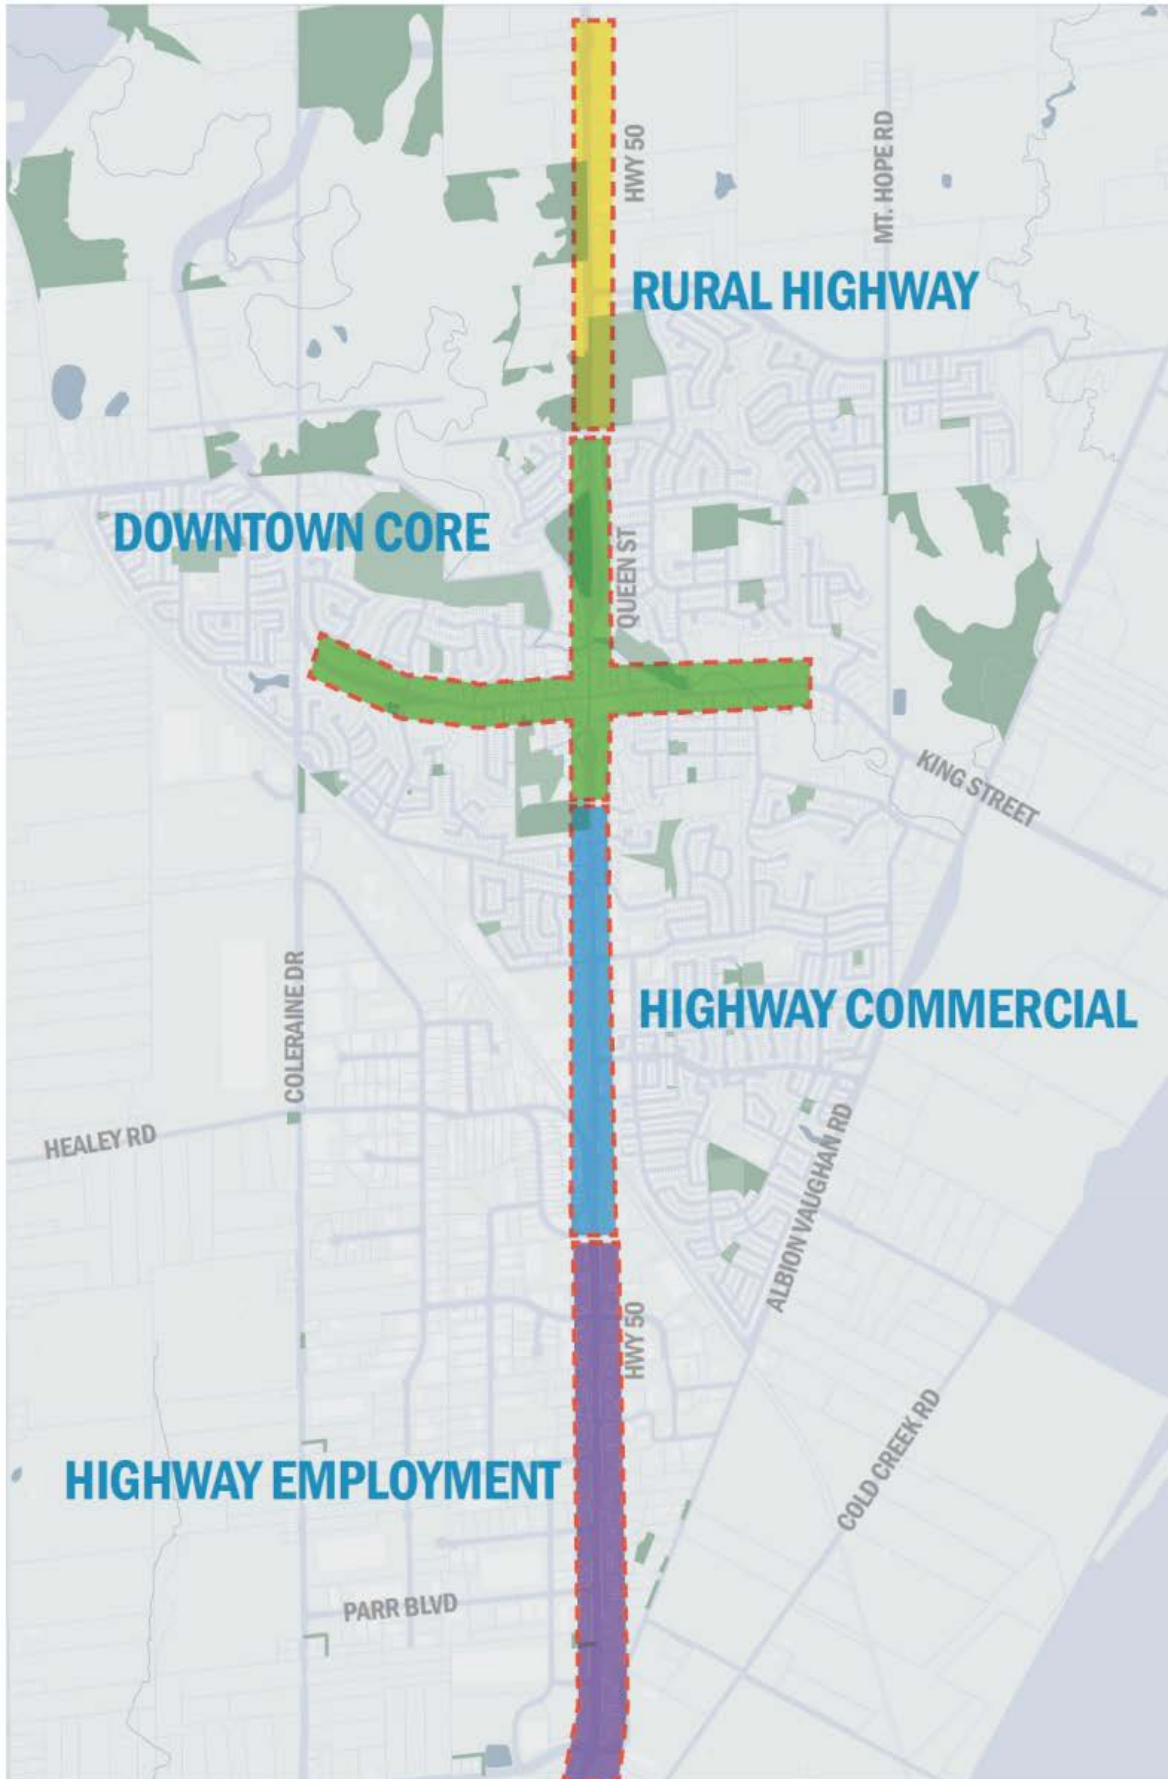 HWY 50
MT. HOPE RD
RURAL HIGHWAY
DOWNTOWN CORE
QUEEN ST
KING STREET
COLERAINE DR
HIGHWAY COMMERCIAL
HEALEY RD
ALBION VAUGHAN RD
HWY 50
COLD CREEK RD
HIGHWAY EMPLOYMENT
PARR BLVD